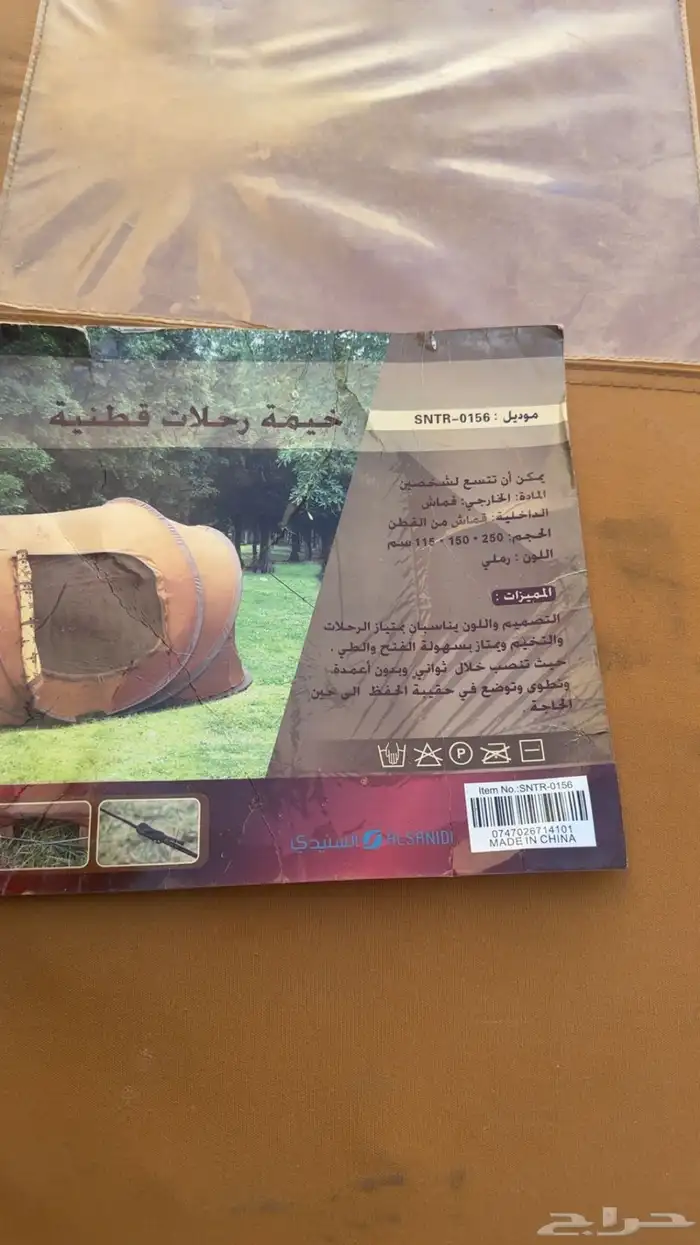 موديل : SNTR-0156
خيمة رحلات قطنية
يمكن أن تتسع لشخصين
المادة: الخارجي: قماش
الداخلية: قماش من القطن
الحجم: 250 * 150 * 115 سم
اللون : رملي
المميزات :
التصميم واللون يناسبان بمتياز الرحلات
والتخيم ويمتاز بسهولة الفتح والطي .
حيث تنصب خلال ثواني وبدون أعمدة
وتطوى وتوضع في حقيبة الحفظ الى حين
الحاجة .
P
السنيدي ALSANIDI
Item No.:SNTR-0156
0747026714101
MADE IN CHINA
حراج